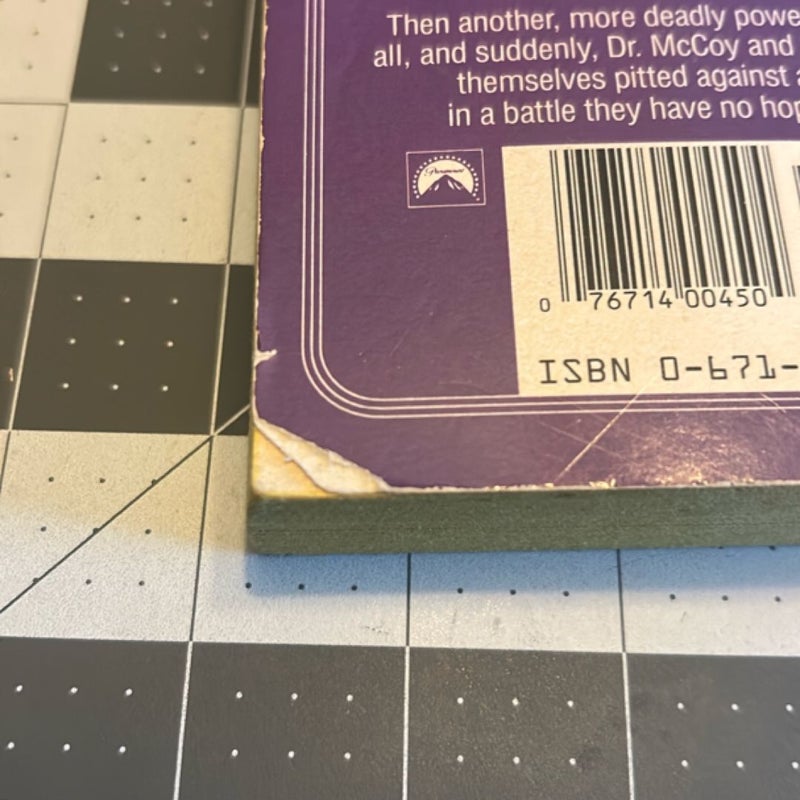 Then another, more deadly powe
all, and suddenly, Dr. McCoy and
themselves pitted against a
in a battle they have no hop
Paramount
0 76714 00450
ISBN 0-671-